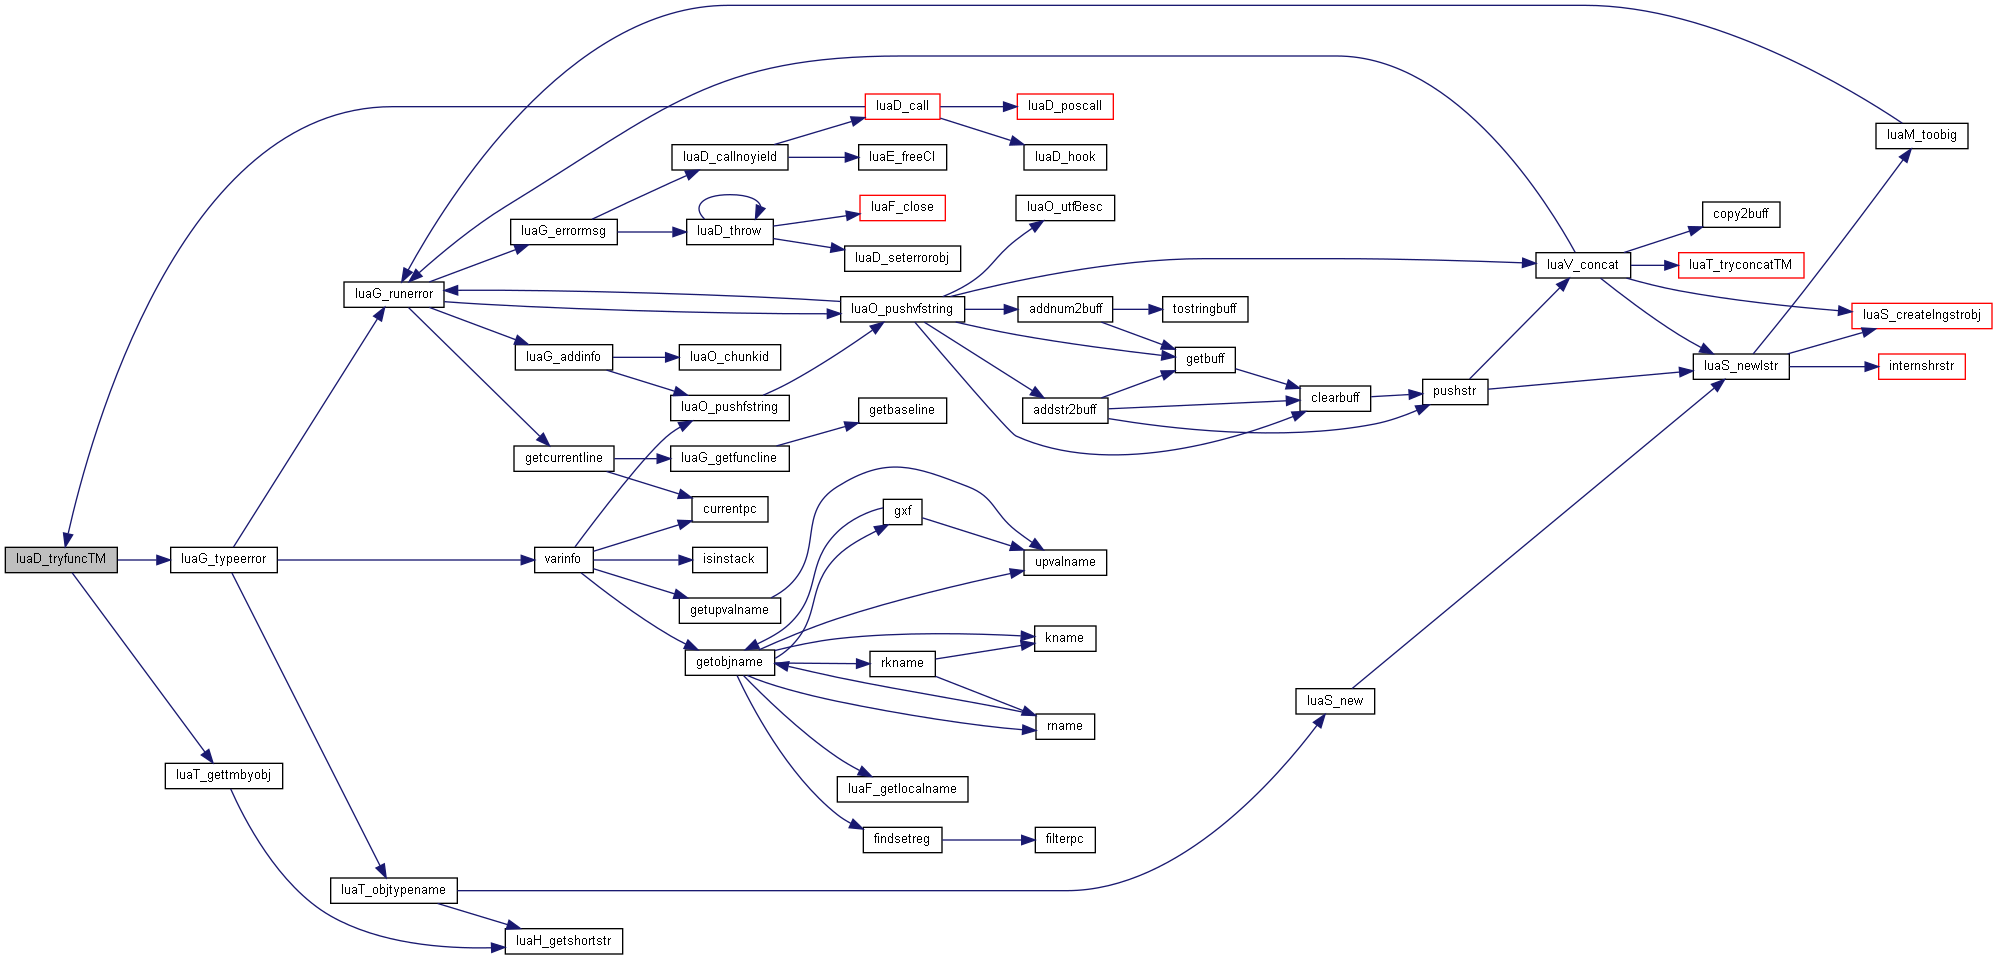 luaD_tryfuncTM
luaG_typeerror
luaT_gettmbyobj
luaG_runerror
luaT_objtypename
luaH_getshortstr
luaG_errormsg
luaG_addinfo
getcurrentline
varinfo
luaD_callnoyield
luaD_throw
luaO_chunkid
luaO_pushfstring
luaG_getfuncline
currentpc
isinstack
getupvalname
getobjname
luaD_call
luaE_freeCI
luaF_close
luaD_seterrorobj
luaO_pushvfstring
getbaseline
gxf
rkname
luaF_getlocalname
findsetreg
luaD_poscall
luaD_hook
luaO_utf8esc
addnum2buff
addstr2buff
upvalname
kname
rname
filterpc
tostringbuff
getbuff
clearbuff
luaS_new
pushstr
luaV_concat
copy2buff
luaT_tryconcatTM
luaS_newlstr
luaM_toobig
luaS_createlngstrobj
internshrstr